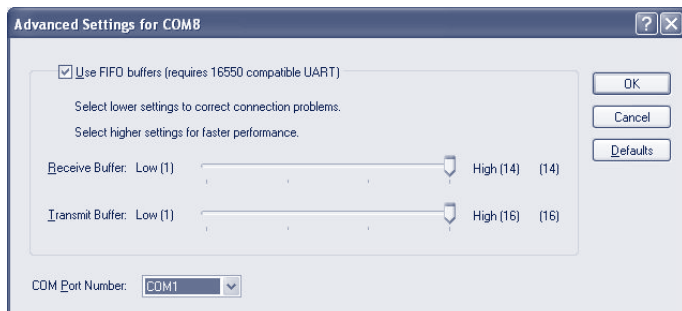 Advanced Settings for COM8
Use FIFO buffers (requires 16550 compatible UART)
OK
Select lower settings to correct connection problems.
Cancel
Select higher settings for faster performance.
Defaults
Receive Buffer: Low (1) High (14) (14)
Transmit Buffer: Low (1) High (16) (16)
COM Port Number: COM1